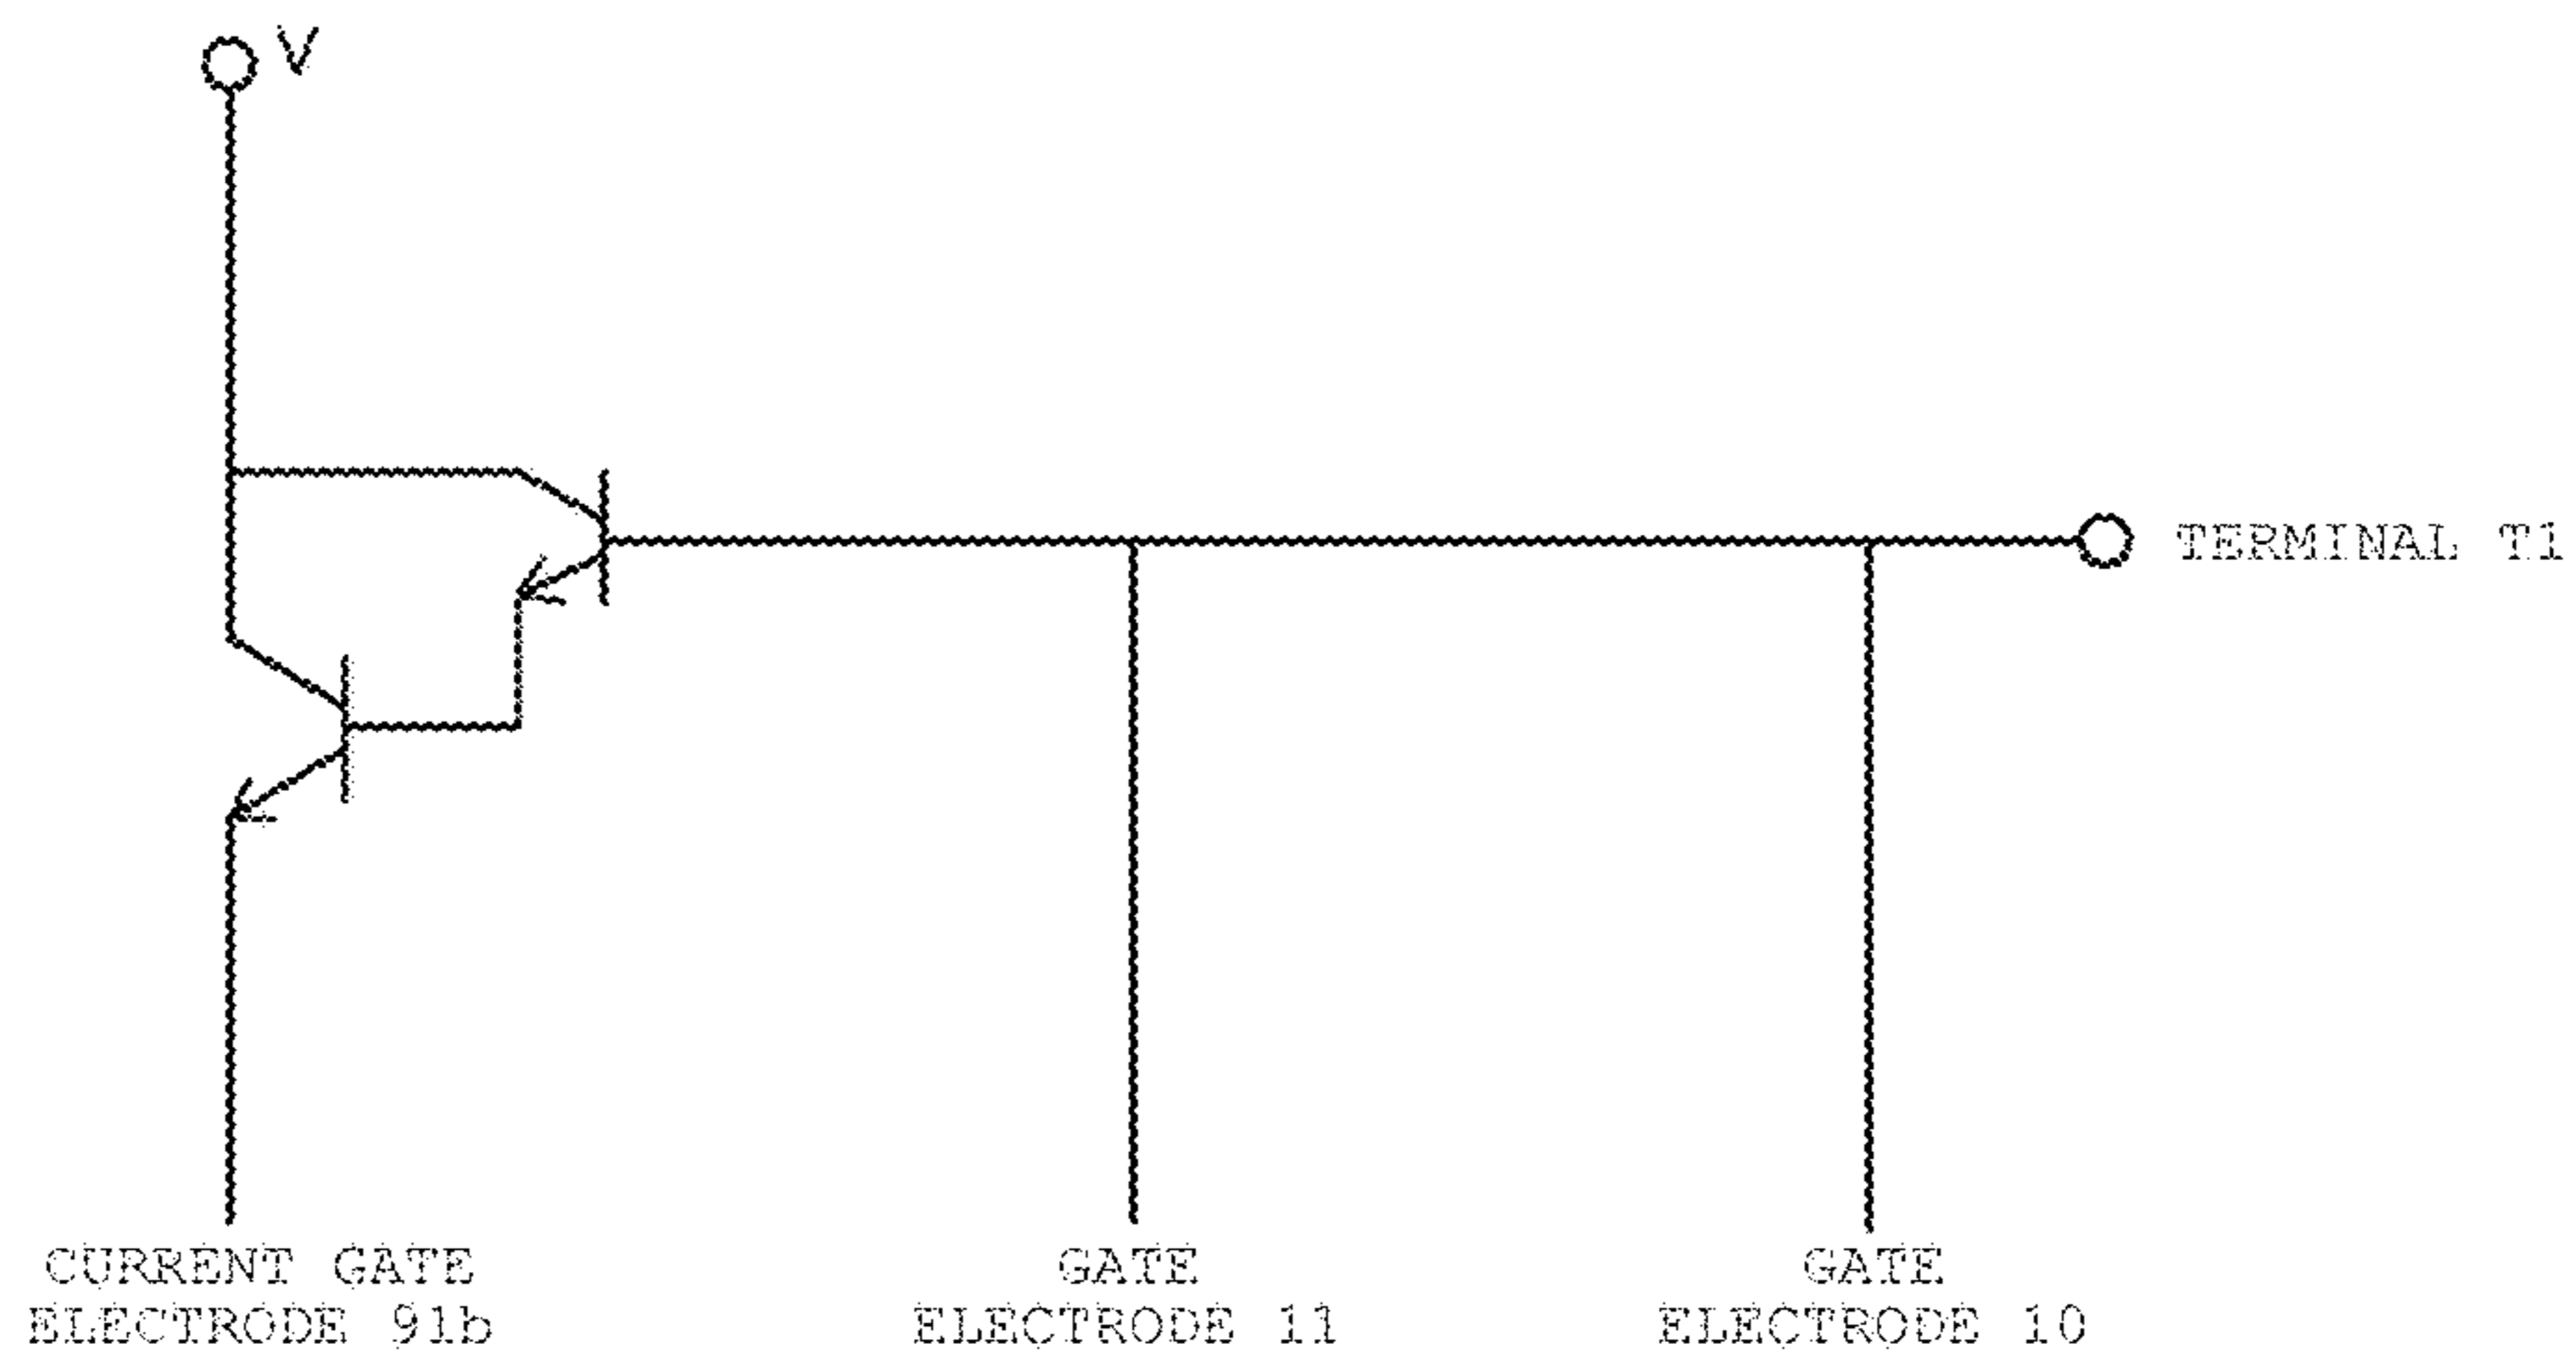 V
TERMINAL T1
CURRENT GATE
ELECTRODE 91b
GATE
ELECTRODE 11
GATE
ELECTRODE 10